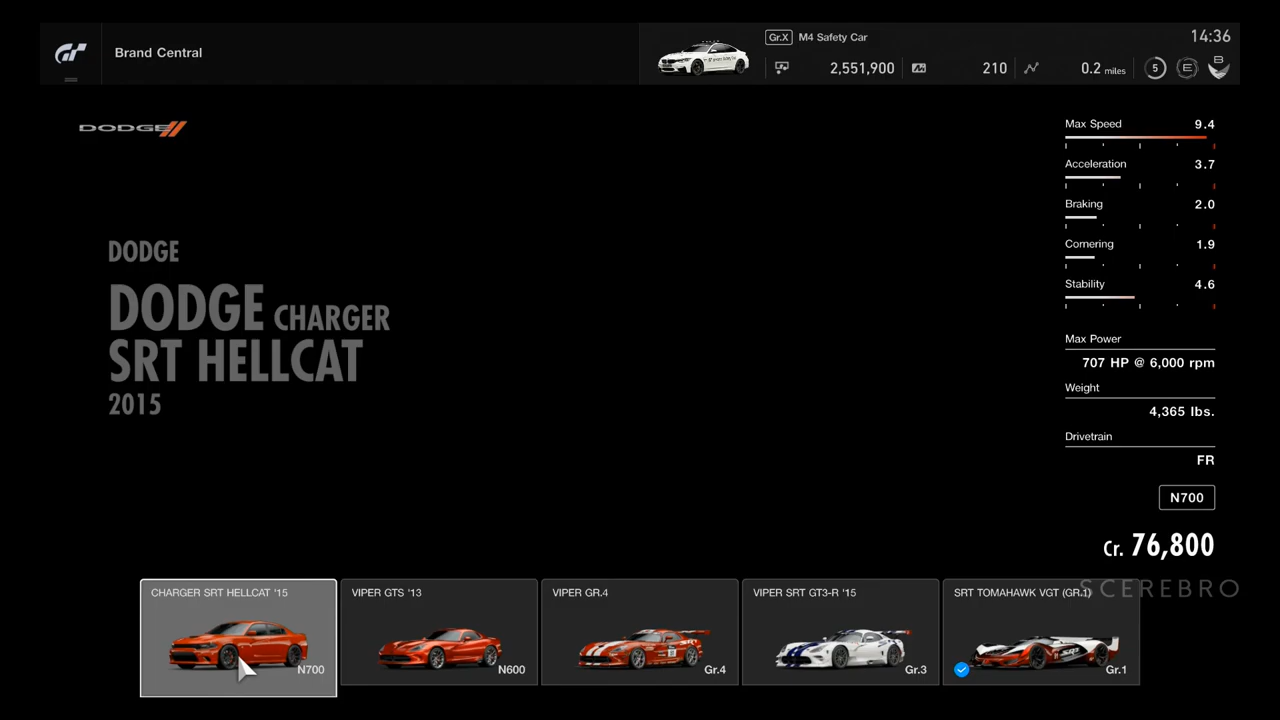 Brand Central
Gr.X M4 Safety Car
2,551,900
210
0.2 miles
5
E
B
14:36
DODGE
DODGE
DODGE CHARGER
SRT HELLCAT
2015
Max Speed 9.4
Acceleration 3.7
Braking 2.0
Cornering 1.9
Stability 4.6
Max Power
707 HP @ 6,000 rpm
Weight
4,365 lbs.
Drivetrain
FR
N700
Cr. 76,800
SCEREBRO
CHARGER SRT HELLCAT '15
N700
VIPER GTS '13
N600
VIPER GR.4
Gr.4
VIPER SRT GT3-R '15
Gr.3
SRT TOMAHAWK VGT (GR.1)
Gr.1